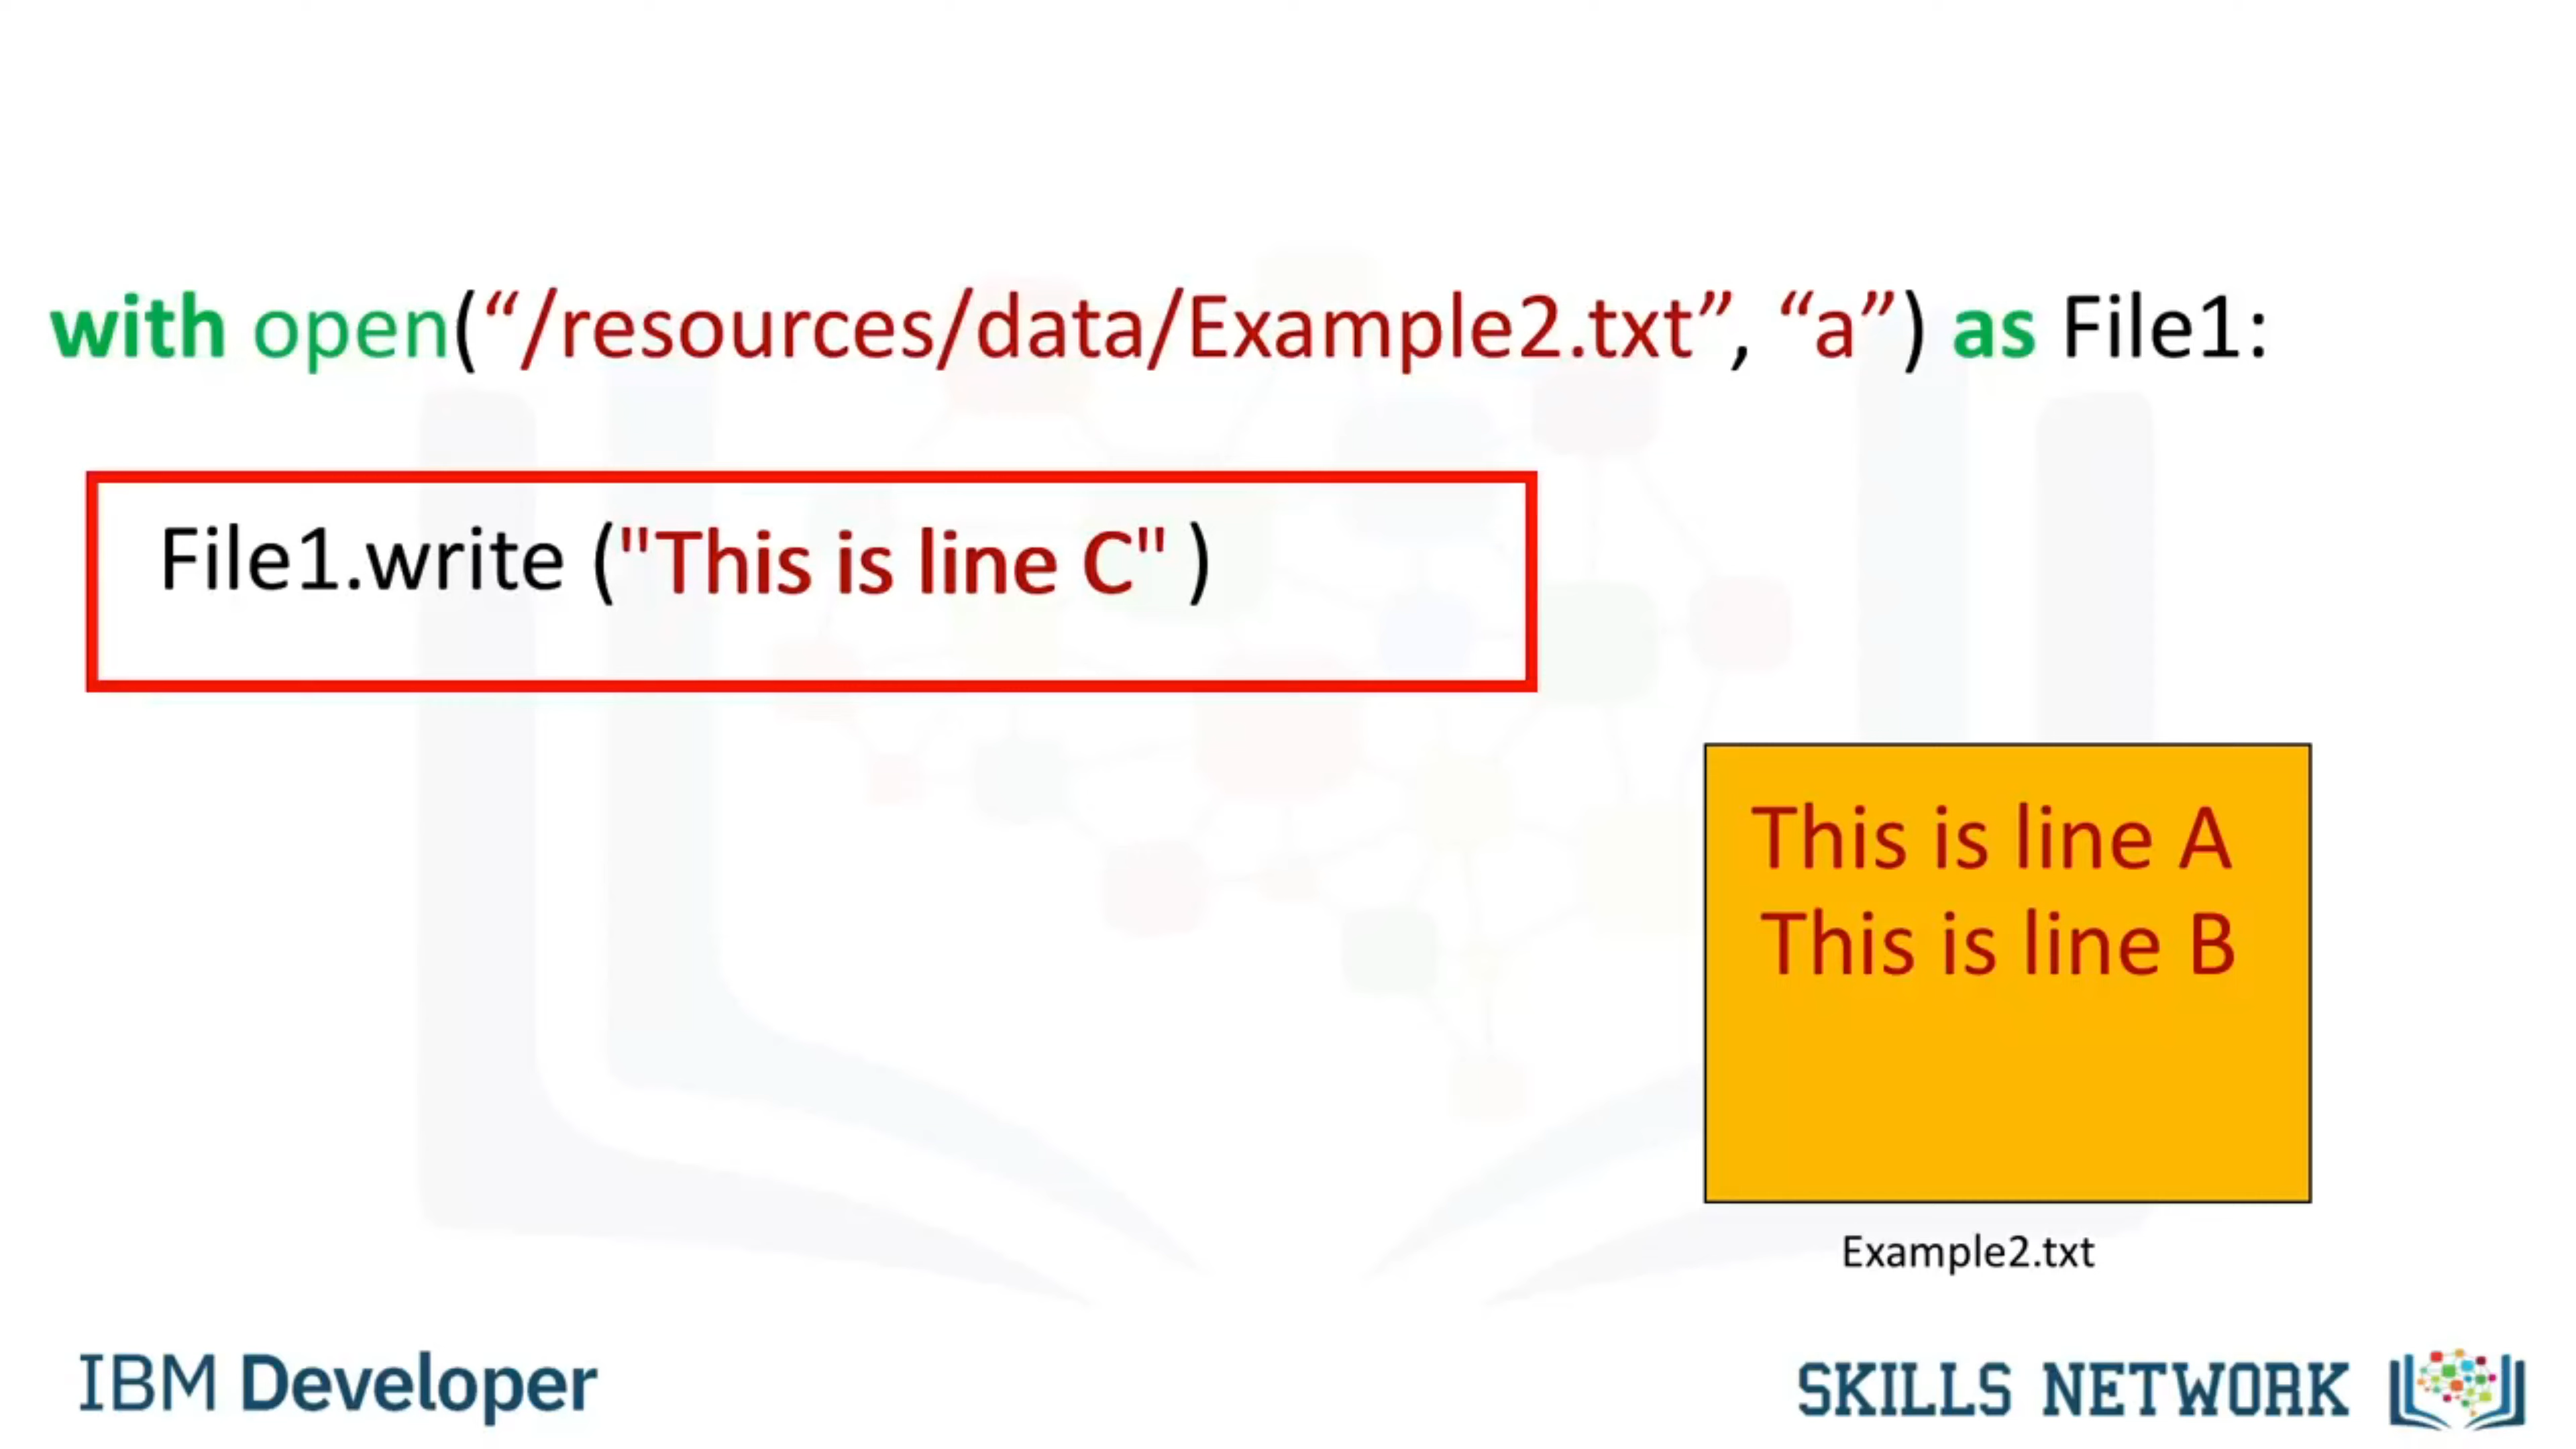 with open(“/resources/data/Example2.txt”, “a”) as File1:
File1.write ("This is line C" )
This is line A
This is line B
Example2.txt
IBM Developer
SKILLS NETWORK